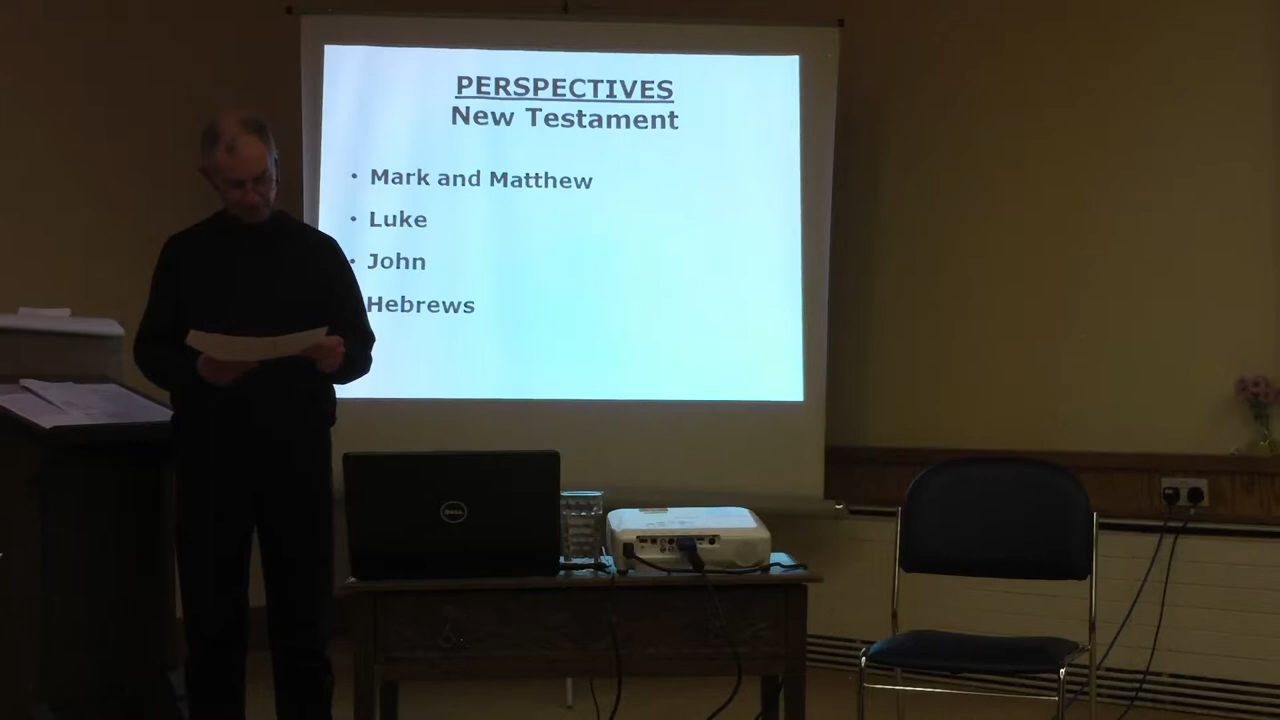 PERSPECTIVES
New Testament
• Mark and Matthew
• Luke
• John
Hebrews
DELL